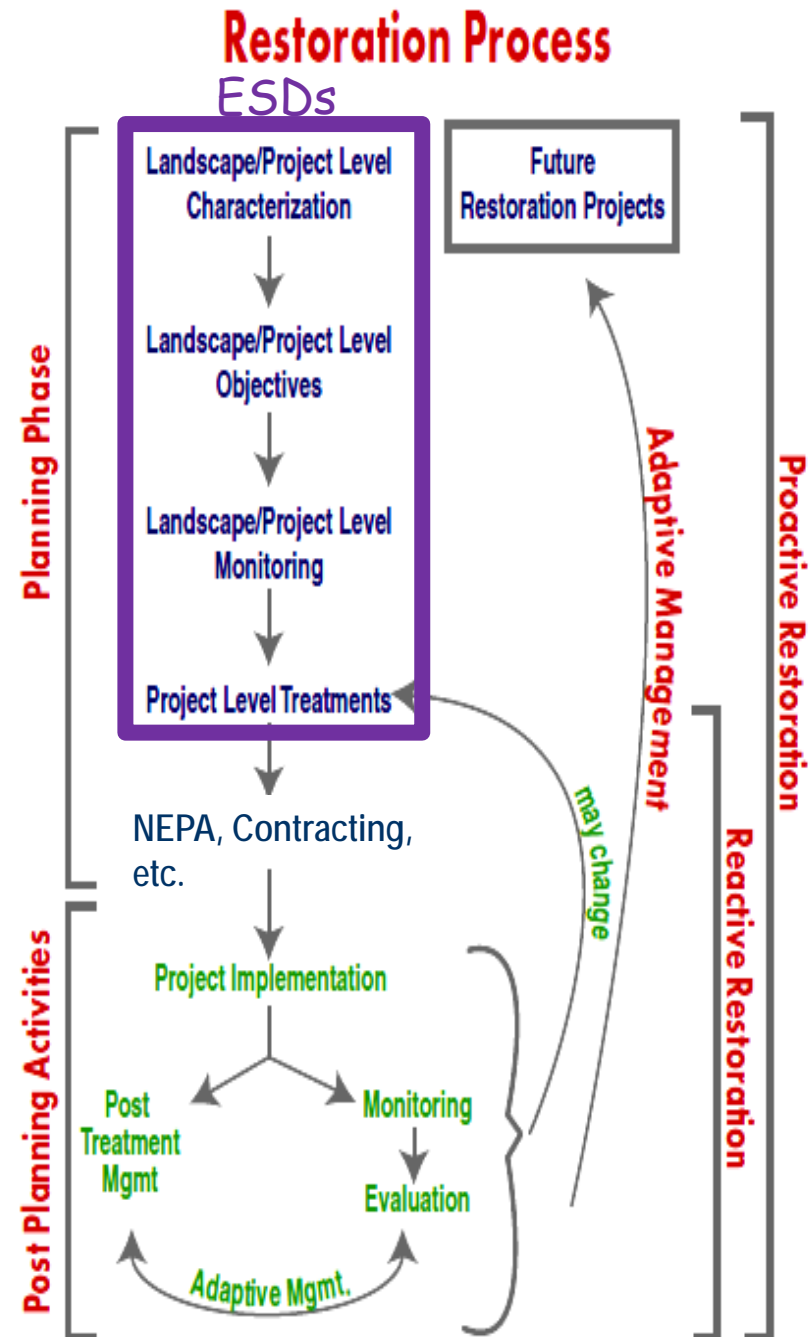 Restoration Process
ESDs
Landscape/Project Level
Characterization
Future
Restoration Projects
Landscape/Project Level
Objectives
Landscape/Project Level
Monitoring
Project Level Treatments
NEPA, Contracting,
etc.
Planning Phase
Project Implementation
Post
Treatment
Mgmt
Monitoring
Evaluation
Adaptive Mgmt.
Post Planning Activities
may change
Adaptive Management
Reactive Restoration
Proactive Restoration